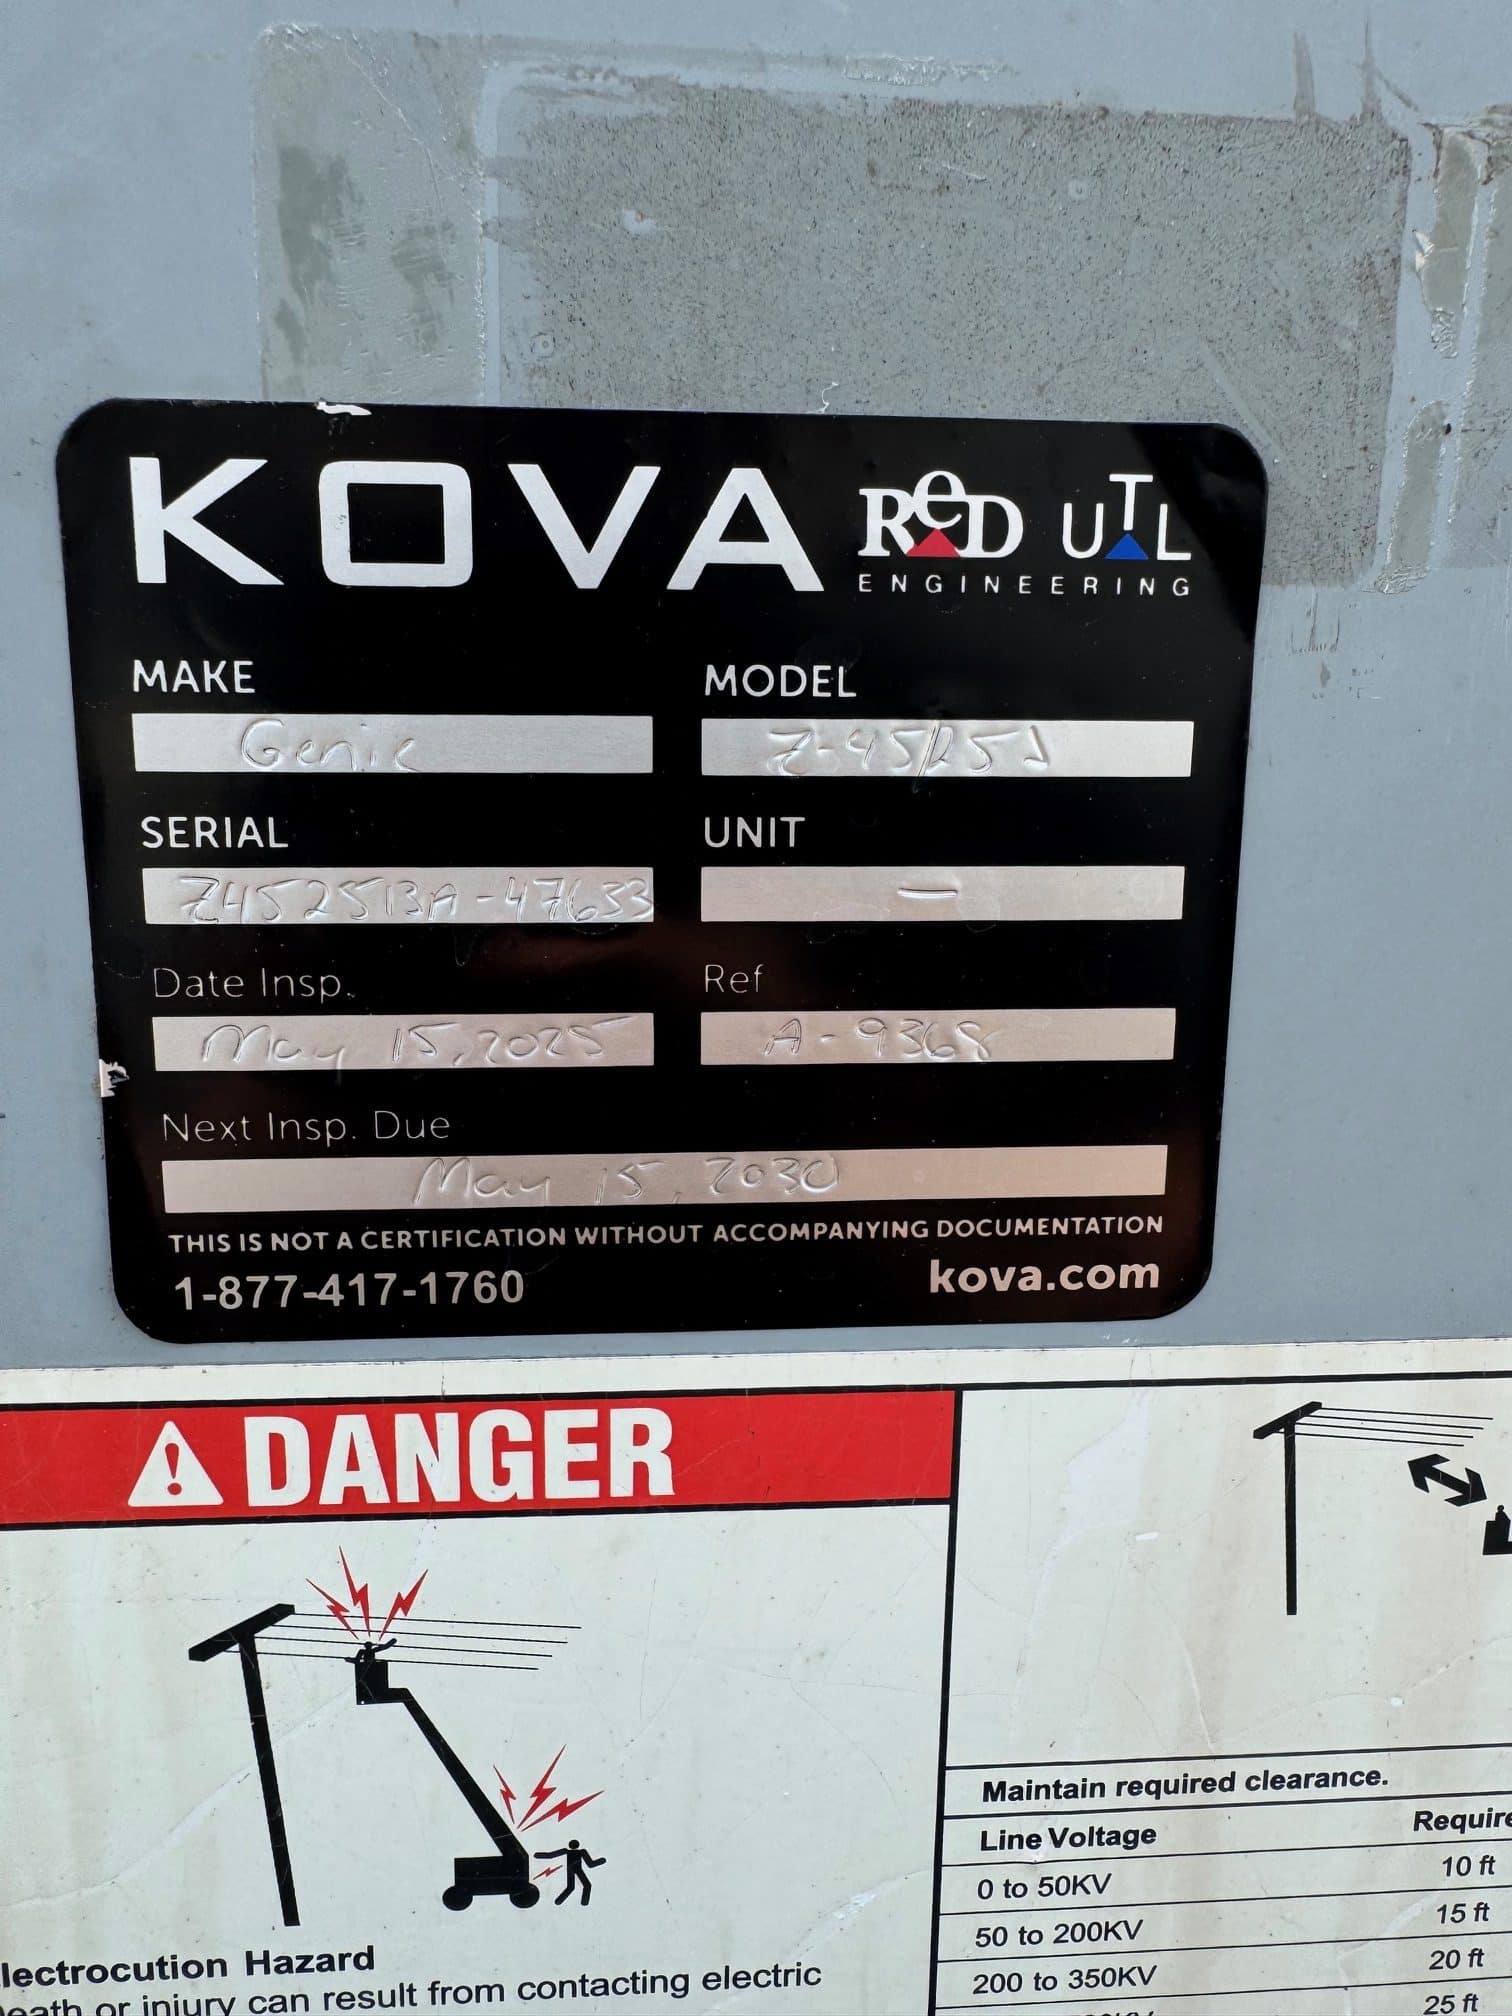 KOVA ReD UTL
ENGINEERING
MAKE MODEL
Genie Z-45/25J
SERIAL UNIT
Z452513A-47633 —
Date Insp. Ref
May 15, 2025 A-9368
Next Insp. Due
May 15, 2030
THIS IS NOT A CERTIFICATION WITHOUT ACCOMPANYING DOCUMENTATION
1-877-417-1760 kova.com
DANGER
Maintain required clearance.
Line Voltage Require
0 to 50KV 10 ft
50 to 200KV 15 ft
200 to 350KV 20 ft
25 ft
lectrocution Hazard
eath or injury can result from contacting electric